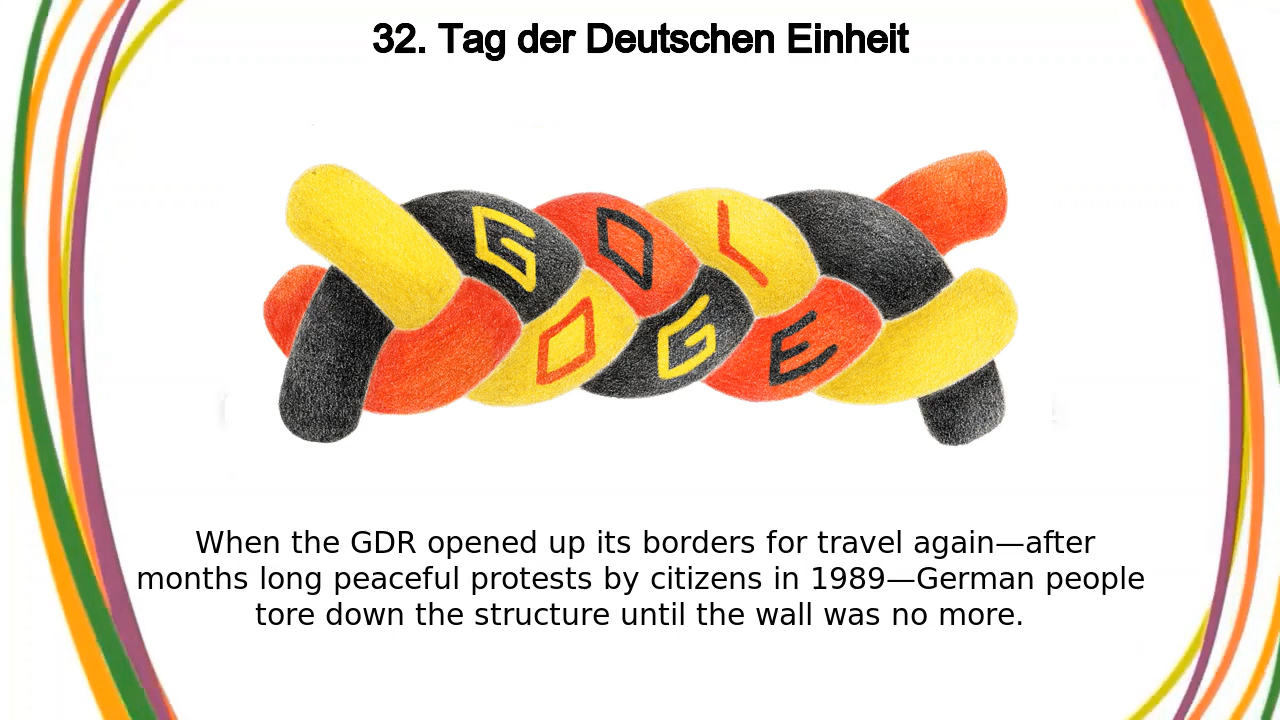 32. Tag der Deutschen Einheit
GOOGLE
When the GDR opened up its borders for travel again—after
months long peaceful protests by citizens in 1989—German people
tore down the structure until the wall was no more.